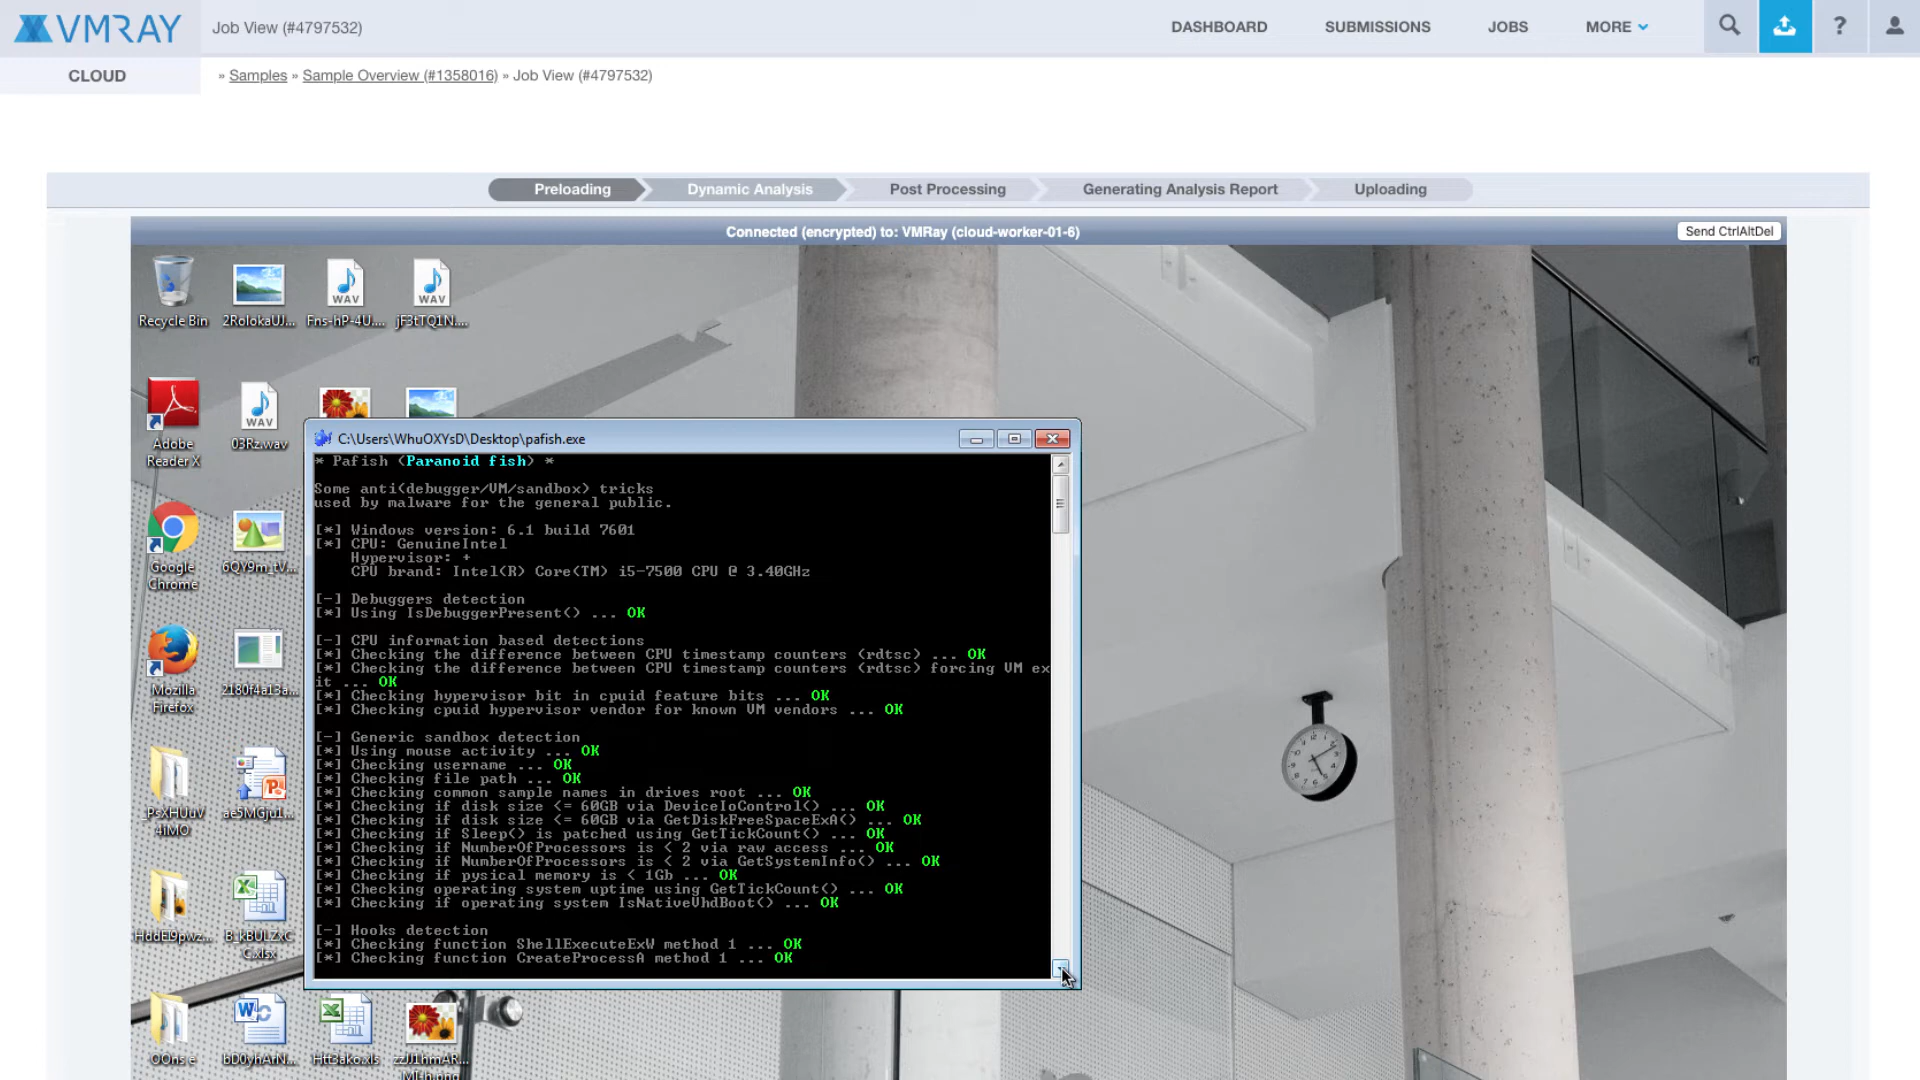 VMRAY
Job View (#4797532)
DASHBOARD
SUBMISSIONS
JOBS
MORE
?
CLOUD
» Samples » Sample Overview (#1358016) » Job View (#4797532)
Preloading
Dynamic Analysis
Post Processing
Generating Analysis Report
Uploading
Connected (encrypted) to: VMRay (cloud-worker-01-6)
Send CtrlAltDel
WAV
WAV
Recycle Bin
2RolokaUJ...
Fns-hP-4U....
jF3tTQ1N....
WAV
Adobe Reader X
03Rz.wav
Google Chrome
6QY9m_tV...
Mozilla Firefox
2180f4a13a...
_PsXHUuV4iMO
ae5MGju1...
HddEl9pwz...
OOns e
Hft3ako.xls
C:\Users\WhuOXYsD\Desktop\pafish.exe
* Pafish (Paranoid fish) *
Some anti(debugger/VM/sandbox) tricks
used by malware for the general public.
[*] Windows version: 6.1 build 7601
[*] CPU: GenuineIntel
Hypervisor: +
CPU brand: Intel(R) Core(TM) i5-7500 CPU @ 3.40GHz
[-] Debuggers detection
[*] Using IsDebuggerPresent() ... OK
[-] CPU information based detections
[*] Checking the difference between CPU timestamp counters (rdtsc) ... OK
[*] Checking the difference between CPU timestamp counters (rdtsc) forcing VM ex
it ... OK
[*] Checking hypervisor bit in cpuid feature bits ... OK
[*] Checking cpuid hypervisor vendor for known VM vendors ... OK
[-] Generic sandbox detection
[*] Using mouse activity ... OK
[*] Checking username ... OK
[*] Checking file path ... OK
[*] Checking common sample names in drives root ... OK
[*] Checking if disk size <= 60GB via DeviceIoControl() ... OK
[*] Checking if disk size <= 60GB via GetDiskFreeSpaceExA() ... OK
[*] Checking if Sleep() is patched using GetTickCount() ... OK
[*] Checking if NumberOfProcessors is < 2 via raw access ... OK
[*] Checking if NumberOfProcessors is < 2 via GetSystemInfo() ... OK
[*] Checking if pysical memory is < 1Gb ... OK
[*] Checking operating system uptime using GetTickCount() ... OK
[*] Checking if operating system IsNativeVhdBoot() ... OK
[-] Hooks detection
[*] Checking function ShellExecuteExW method 1 ... OK
[*] Checking function CreateProcessA method 1 ... OK